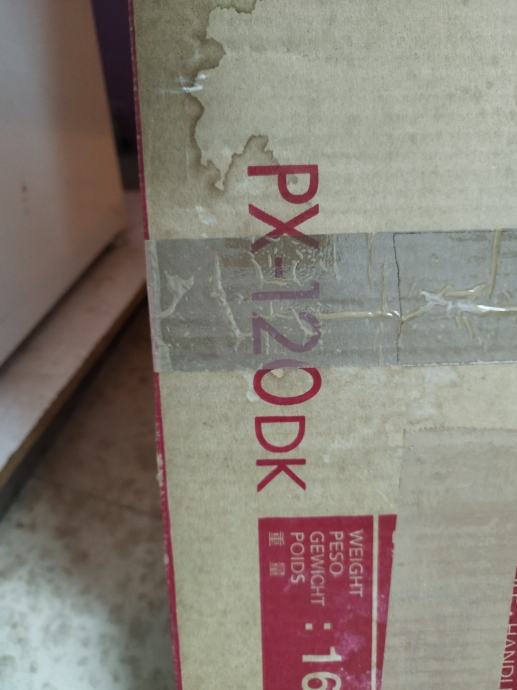 PX-120DK
WEIGHT
PESO
GEWICHT
POIDS
重量
: 16